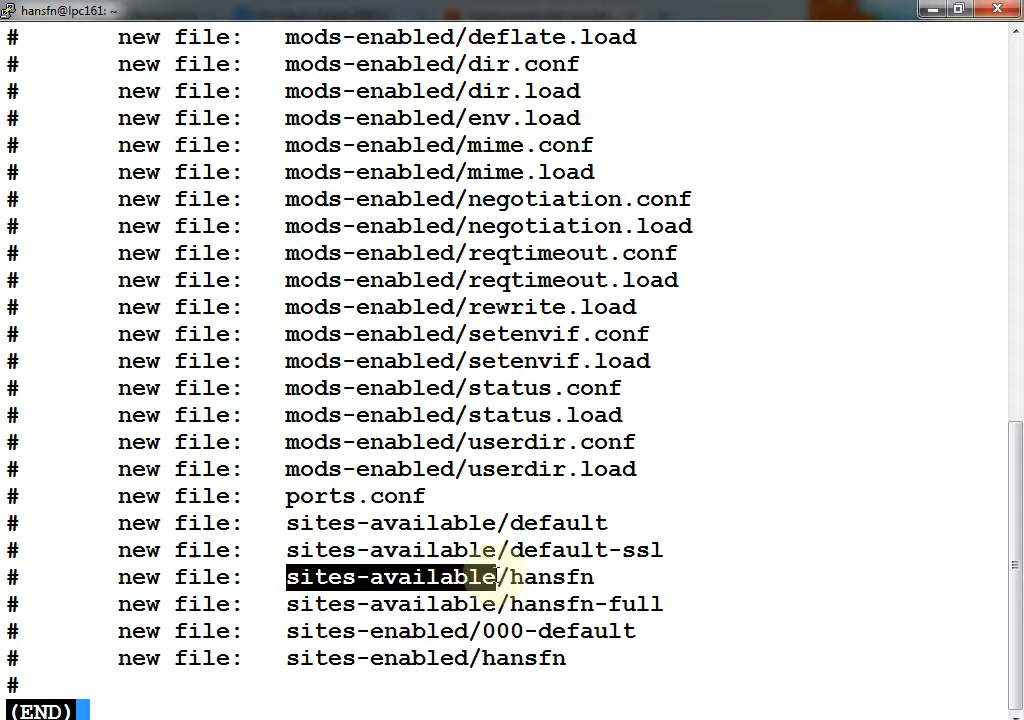 hansfn@lpc161: ~
# new file: mods-enabled/deflate.load
# new file: mods-enabled/dir.conf
# new file: mods-enabled/dir.load
# new file: mods-enabled/env.load
# new file: mods-enabled/mime.conf
# new file: mods-enabled/mime.load
# new file: mods-enabled/negotiation.conf
# new file: mods-enabled/negotiation.load
# new file: mods-enabled/reqtimeout.conf
# new file: mods-enabled/reqtimeout.load
# new file: mods-enabled/rewrite.load
# new file: mods-enabled/setenvif.conf
# new file: mods-enabled/setenvif.load
# new file: mods-enabled/status.conf
# new file: mods-enabled/status.load
# new file: mods-enabled/userdir.conf
# new file: mods-enabled/userdir.load
# new file: ports.conf
# new file: sites-available/default
# new file: sites-available/default-ssl
# new file: sites-available/hansfn
# new file: sites-available/hansfn-full
# new file: sites-enabled/000-default
# new file: sites-enabled/hansfn
#
(END)